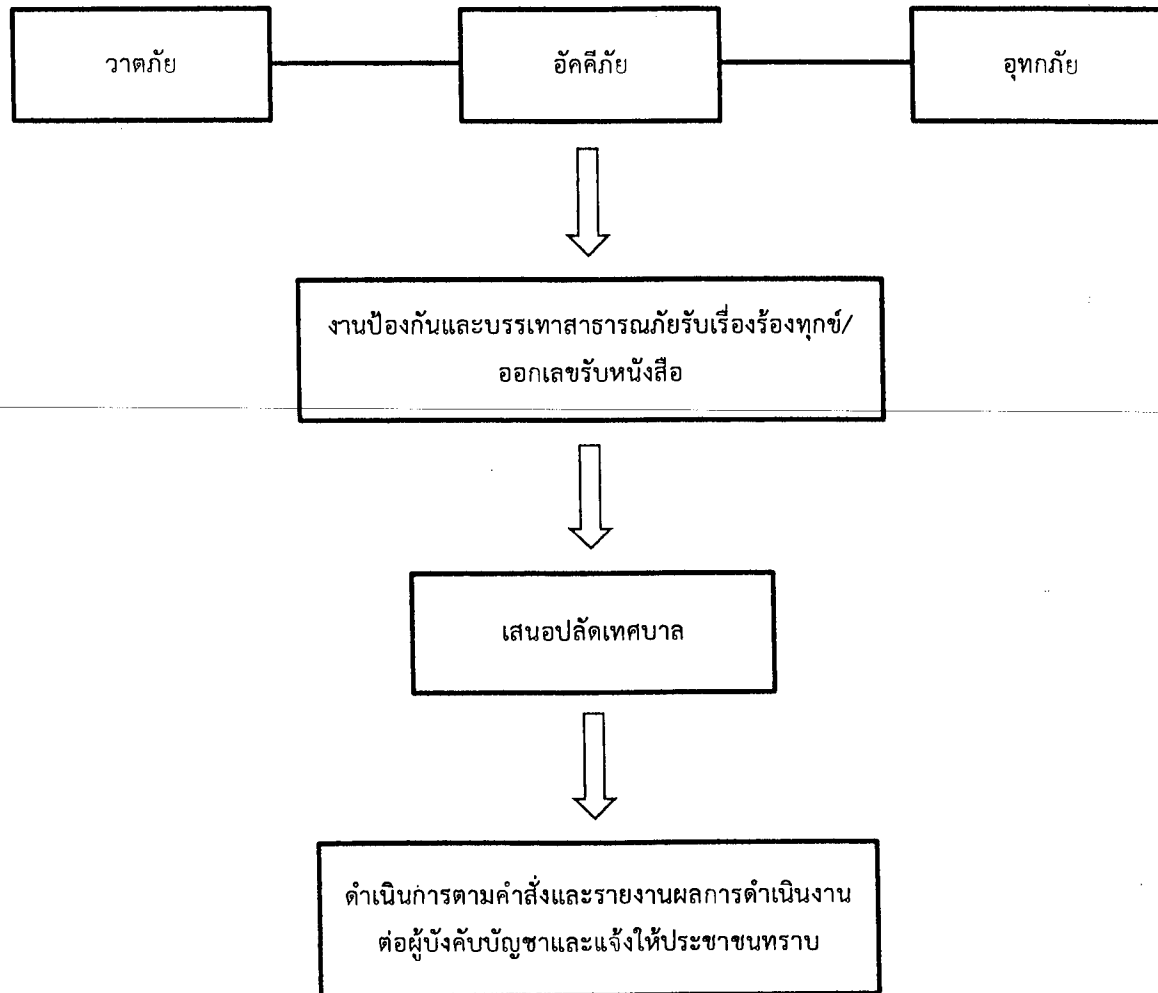 วาตภัย
อัคคีภัย
อุทกภัย
งานป้องกันและบรรเทาสาธารณภัยรับเรื่องร้องทุกข์/
ออกเลขรับหนังสือ
เสนอปลัดเทศบาล
ดำเนินการตามคำสั่งและรายงานผลการดำเนินงาน
ต่อผู้บังคับบัญชาและแจ้งให้ประชาชนทราบ